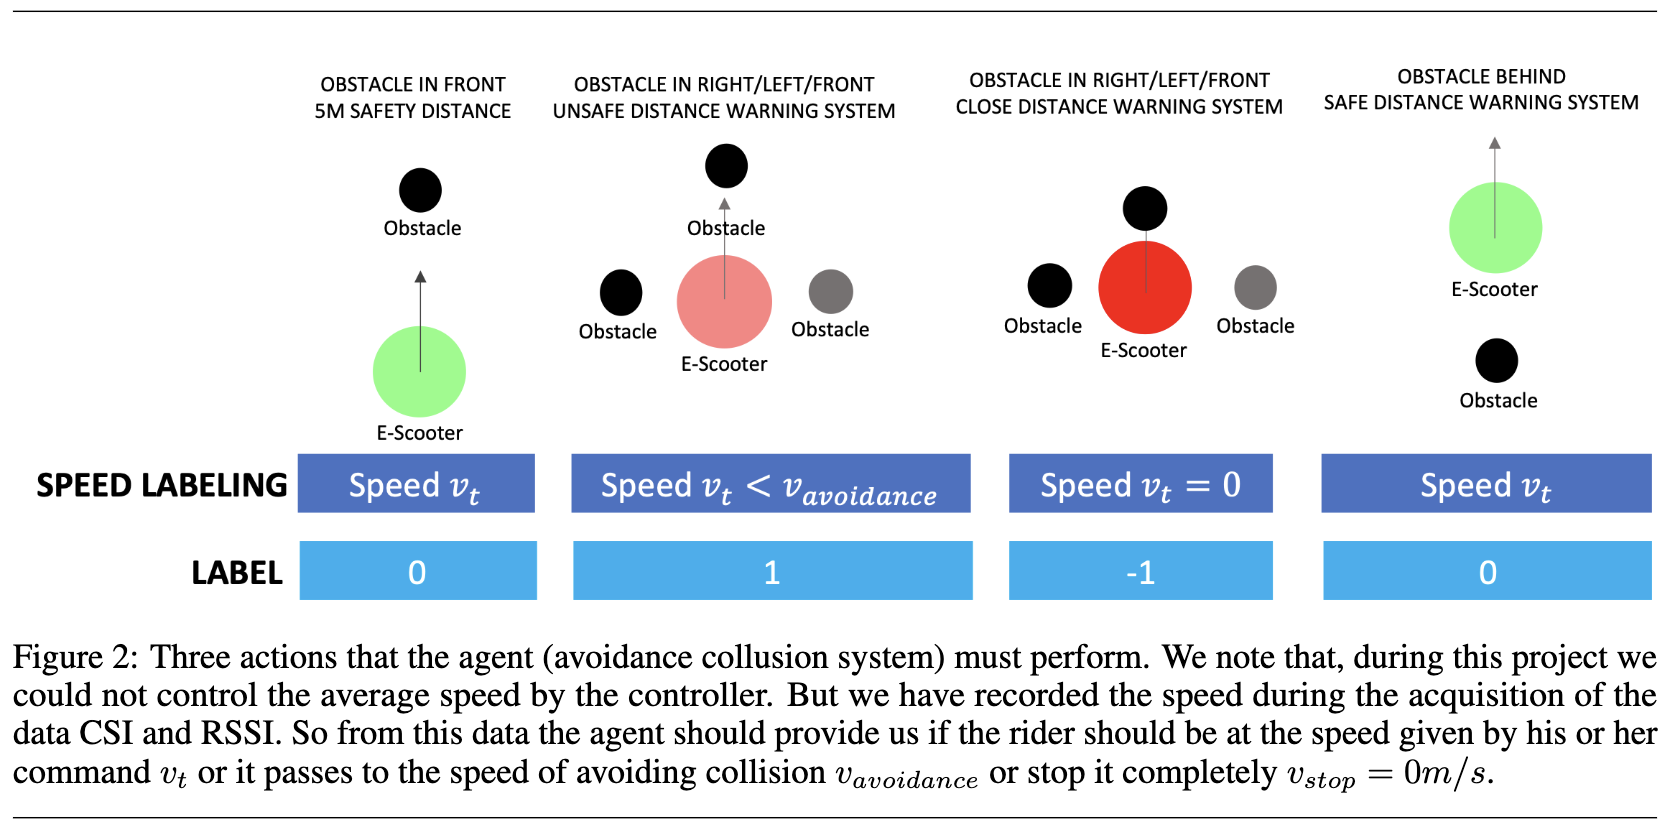 OBSTACLE IN FRONT
5M SAFETY DISTANCE
OBSTACLE IN RIGHT/LEFT/FRONT
UNSAFE DISTANCE WARNING SYSTEM
OBSTACLE IN RIGHT/LEFT/FRONT
CLOSE DISTANCE WARNING SYSTEM
OBSTACLE BEHIND
SAFE DISTANCE WARNING SYSTEM
Obstacle
E-Scooter
Obstacle
Obstacle
Obstacle
E-Scooter
Obstacle
Obstacle
E-Scooter
E-Scooter
Obstacle
SPEED LABELING
Speed v_t
Speed v_t < v_avoidance
Speed v_t = 0
Speed v_t
LABEL
0
1
-1
0
Figure 2: Three actions that the agent (avoidance collusion system) must perform. We note that, during this project we
could not control the average speed by the controller. But we have recorded the speed during the acquisition of the
data CSI and RSSI. So from this data the agent should provide us if the rider should be at the speed given by his or her
command v_t or it passes to the speed of avoiding collision v_avoidance or stop it completely v_stop = 0m/s.